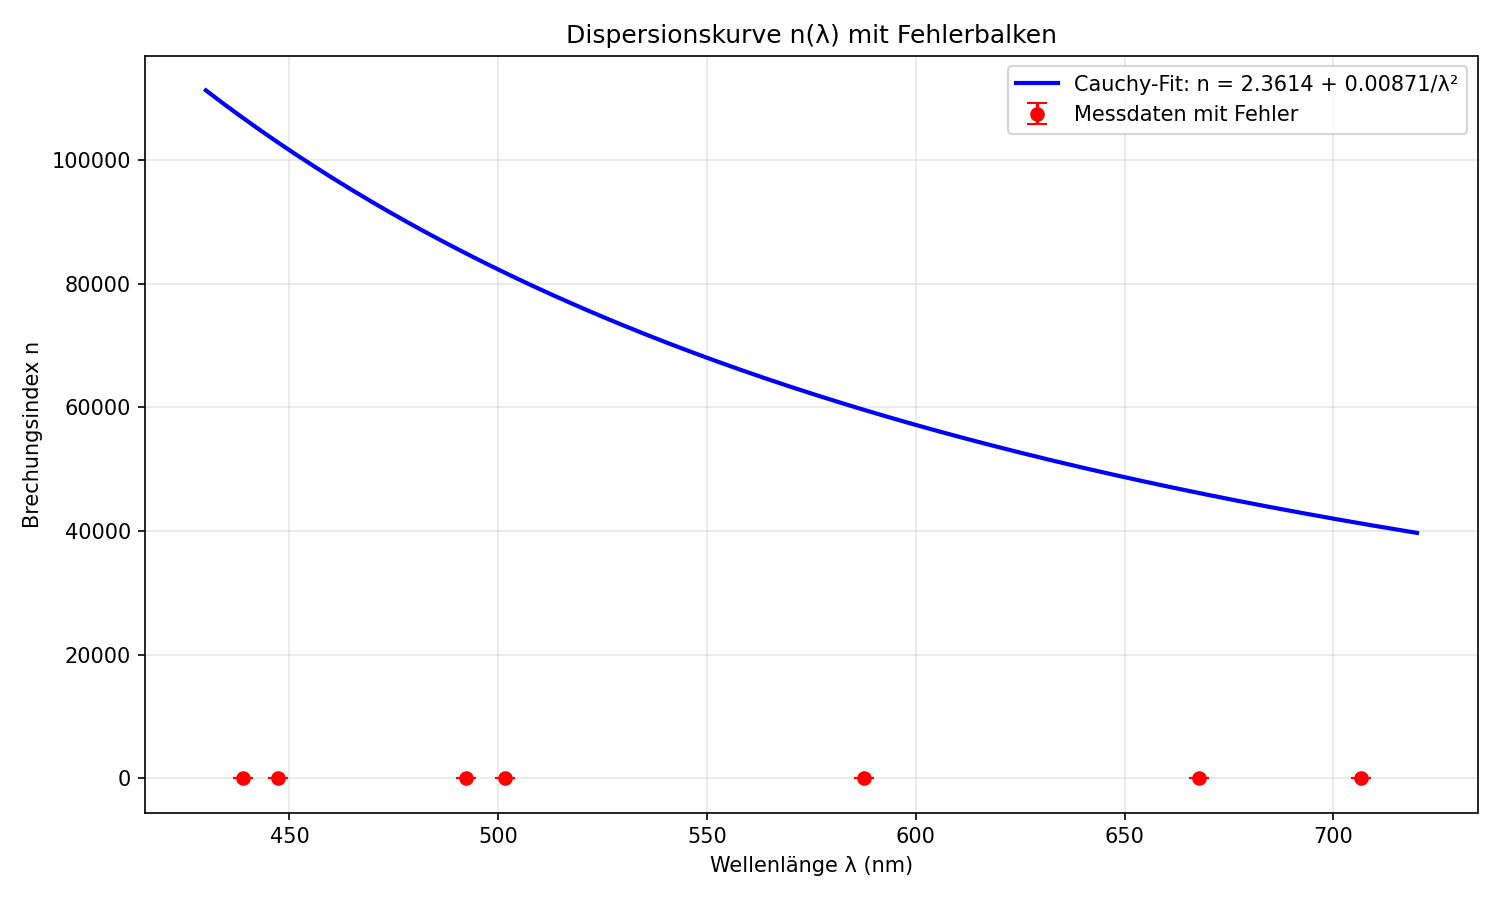 Dispersionskurve n(λ) mit Fehlerbalken
Cauchy-Fit: n = 2.3614 + 0.00871/λ²
Messdaten mit Fehler
Brechungsindex n
100000
80000
60000
40000
20000
0
450
500
550
600
650
700
Wellenlänge λ (nm)